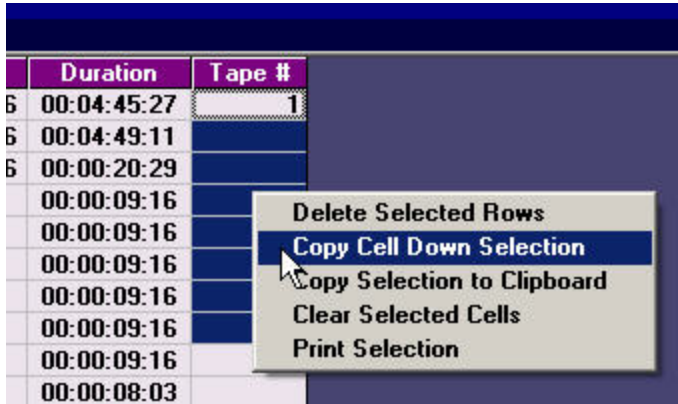 Duration Tape #
6 00:04:45:27 1
6 00:04:49:11
6 00:00:20:29
00:00:09:16
00:00:09:16
00:00:09:16
00:00:09:16
00:00:09:16
00:00:09:16
00:00:08:03
Delete Selected Rows
Copy Cell Down Selection
Copy Selection to Clipboard
Clear Selected Cells
Print Selection